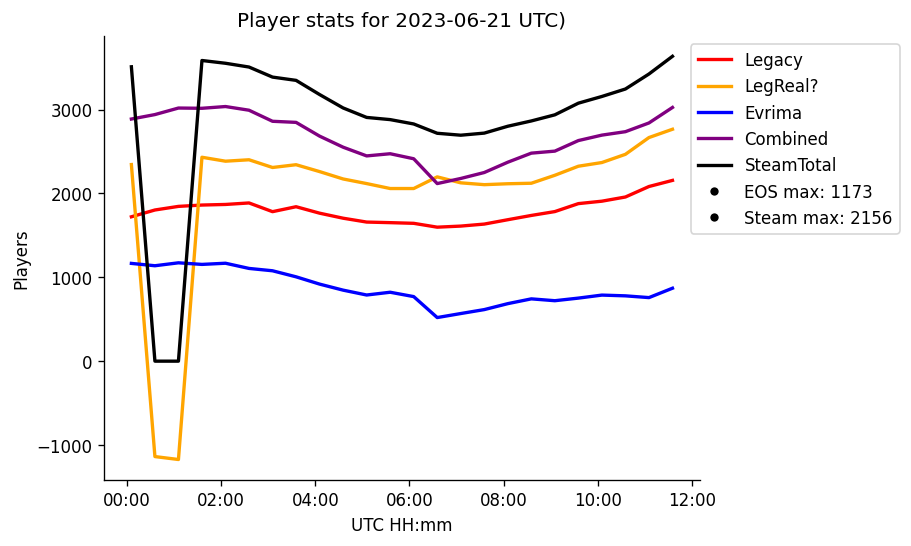 Player stats for 2023-06-21 UTC)
Legacy
LegReal?
Evrima
Combined
SteamTotal
EOS max: 1173
Steam max: 2156
Players
3000
2000
1000
0
−1000
00:00 02:00 04:00 06:00 08:00 10:00 12:00
UTC HH:mm